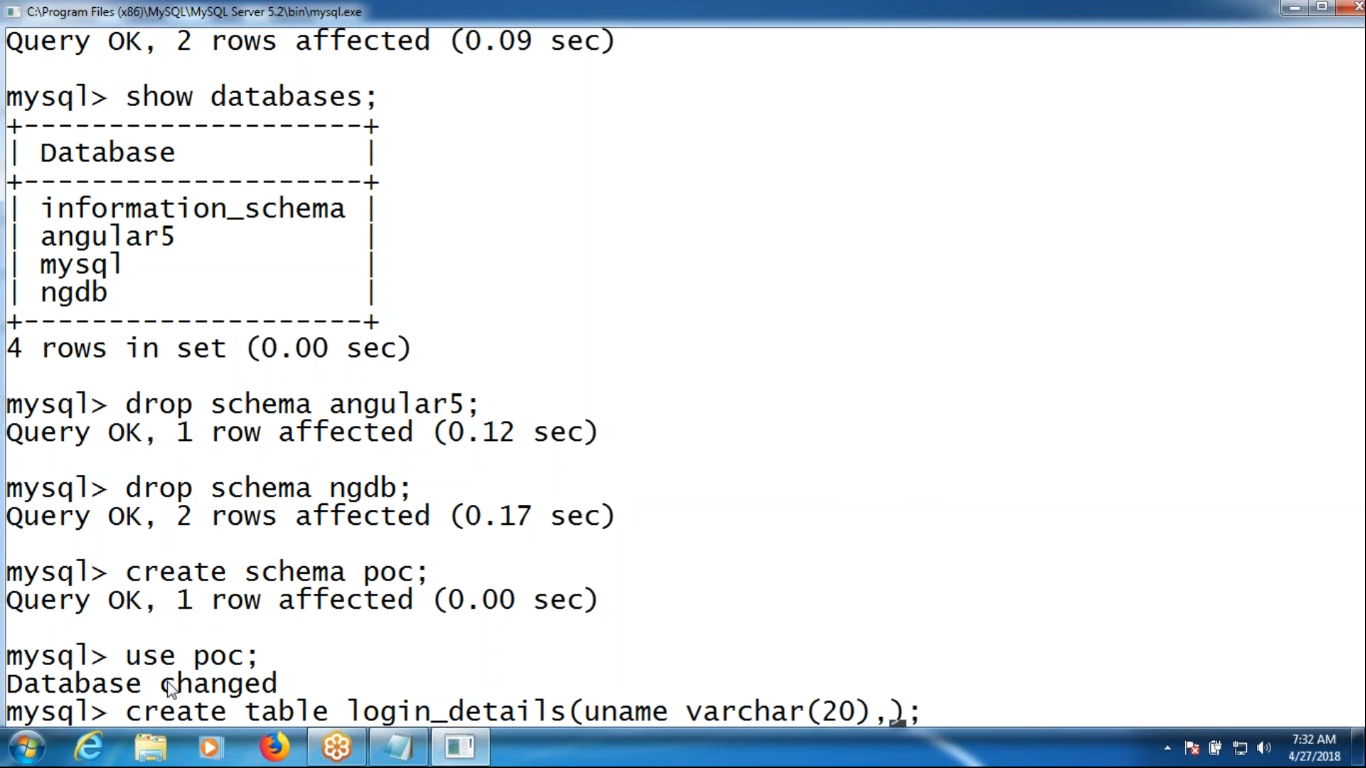 C:\Program Files (x86)\MySQL\MySQL Server 5.2\bin\mysql.exe
Query OK, 2 rows affected (0.09 sec)
mysql> show databases;
+--------------------+
| Database           |
+--------------------+
| information_schema |
| angular5           |
| mysql              |
| ngdb               |
+--------------------+
4 rows in set (0.00 sec)
mysql> drop schema angular5;
Query OK, 1 row affected (0.12 sec)
mysql> drop schema ngdb;
Query OK, 2 rows affected (0.17 sec)
mysql> create schema poc;
Query OK, 1 row affected (0.00 sec)
mysql> use poc;
Database changed
mysql> create table login_details(uname varchar(20),);
7:32 AM
4/27/2018